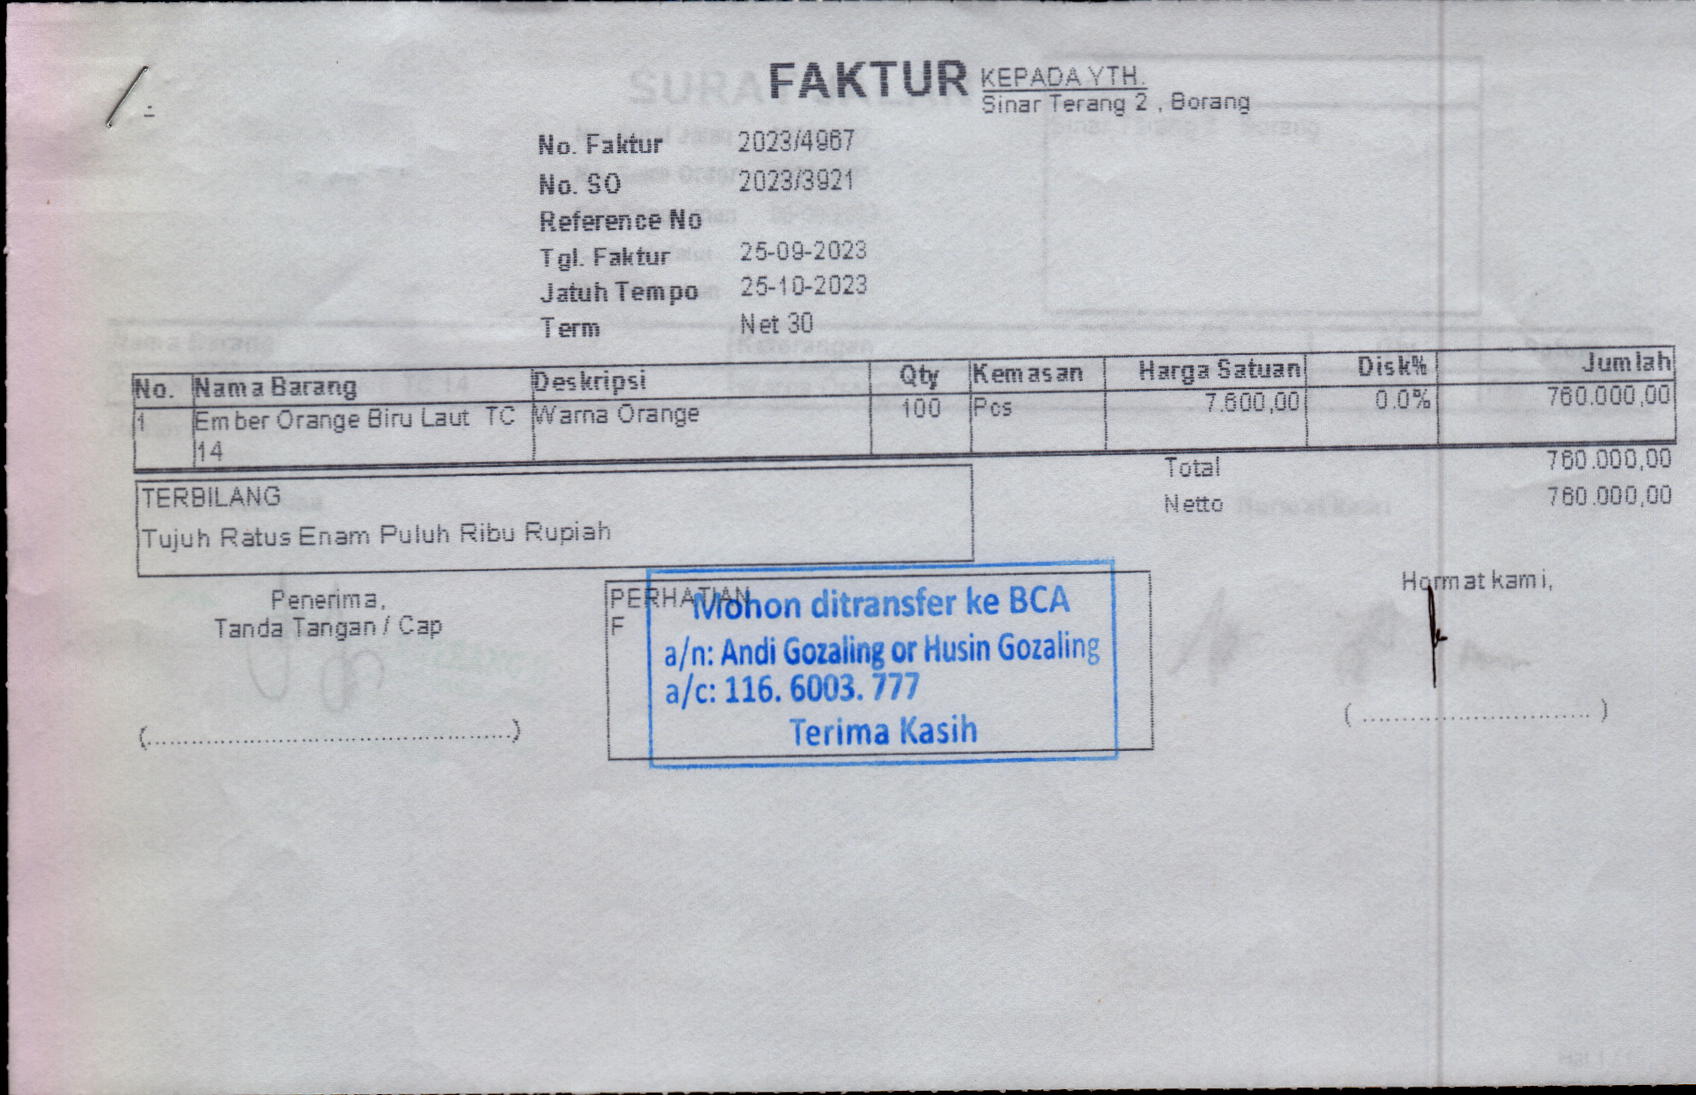 FAKTUR
KEPADA YTH.
Sinar Terang 2 , Borang
No. Faktur 2023/4967
No. SO 2023/3921
Reference No
Tgl. Faktur 25-09-2023
Jatuh Tempo 25-10-2023
Term Net 30
No. Nama Barang Deskripsi Qty Kemasan Harga Satuan Disk% Jumlah
1 Ember Orange Biru Laut TC 14 Warna Orange 100 Pcs 7.600,00 0.0% 760.000,00
Total 760.000,00
Netto 760.000,00
TERBILANG
Tujuh Ratus Enam Puluh Ribu Rupiah
Penerima,
Tanda Tangan / Cap
PERHATIAN
F
Mohon ditransfer ke BCA
a/n: Andi Gozaling or Husin Gozaling
a/c: 116. 6003. 777
Terima Kasih
Hormat kami,